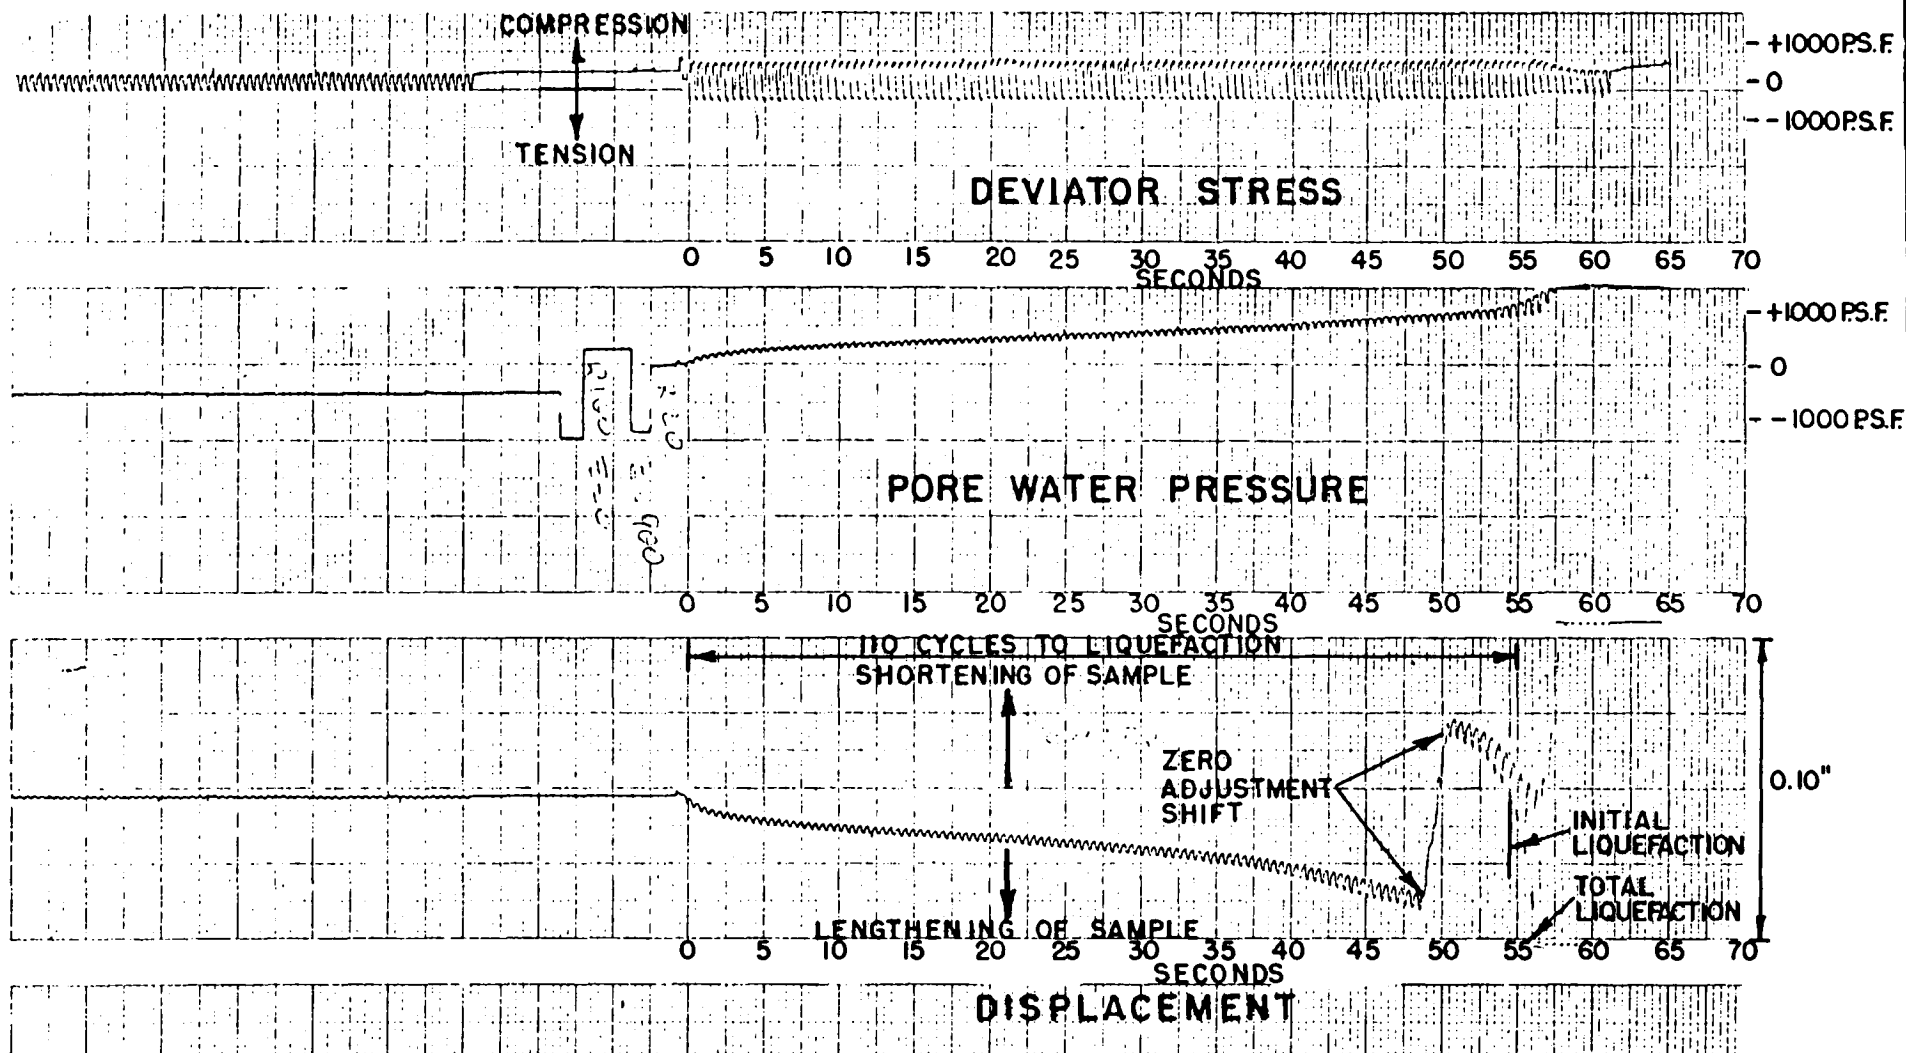 COMPRESSION
TENSION
- +1000 P.S.F.
- 0
- -1000 P.S.F.
DEVIATOR STRESS
0 5 10 15 20 25 30 35 40 45 50 55 60 65 70
SECONDS
- +1000 P.S.F.
- 0
- -1000 P.S.F.
PORE WATER PRESSURE
0 5 10 15 20 25 30 35 40 45 50 55 60 65 70
SECONDS
110 CYCLES TO LIQUEFACTION
SHORTENING OF SAMPLE
ZERO
ADJUSTMENT
SHIFT
0.10"
INITIAL
LIQUEFACTION
TOTAL
LIQUEFACTION
LENGTHENING OF SAMPLE
0 5 10 15 20 25 30 35 40 45 50 55 60 65 70
SECONDS
DISPLACEMENT